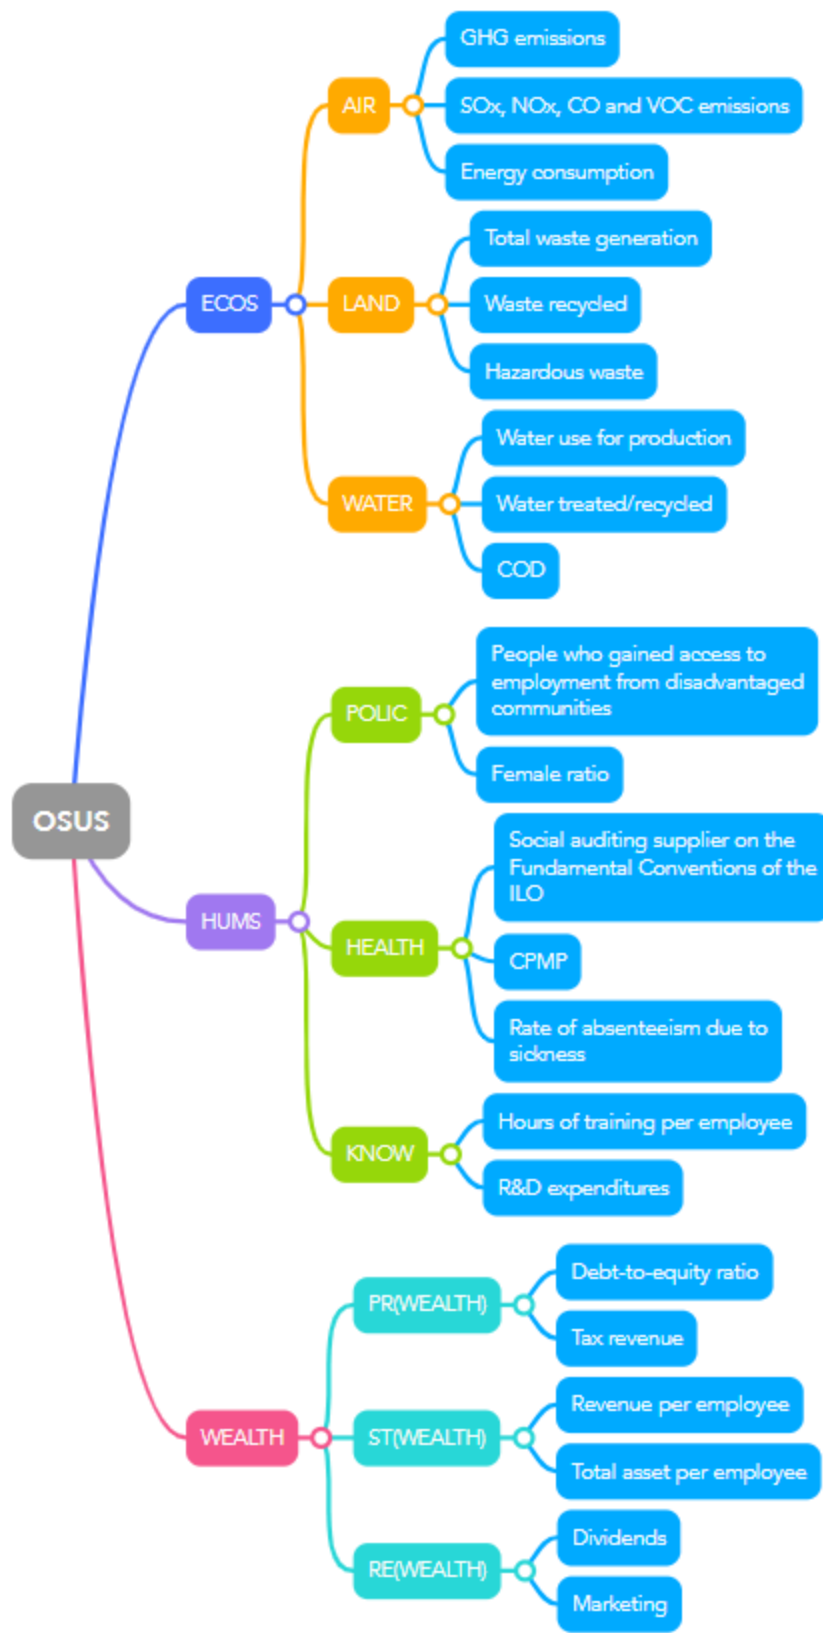 GHG emissions
AIR
SOx, NOx, CO and VOC emissions
Energy consumption
Total waste generation
ECOS
LAND
Waste recycled
Hazardous waste
Water use for production
WATER
Water treated/recycled
COD
People who gained access to
employment from disadvantaged
communities
POLIC
Female ratio
OSUS
Social auditing supplier on the
Fundamental Conventions of the
ILO
HUMS
HEALTH
CPMP
Rate of absenteeism due to
sickness
Hours of training per employee
KNOW
R&D expenditures
Debt-to-equity ratio
PR(WEALTH)
Tax revenue
Revenue per employee
WEALTH
ST(WEALTH)
Total asset per employee
Dividends
RE(WEALTH)
Marketing